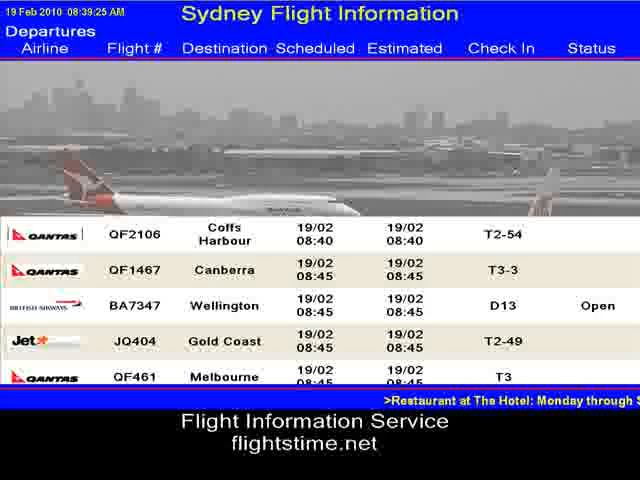 19 Feb 2010 08:39:25 AM
Sydney Flight Information
Departures
Airline Flight # Destination Scheduled Estimated Check In Status
QANTAS QF2106 Coffs Harbour 19/02 08:40 19/02 08:40 T2-54
QANTAS QF1467 Canberra 19/02 08:45 19/02 08:45 T3-3
BRITISH AIRWAYS BA7347 Wellington 19/02 08:45 19/02 08:45 D13 Open
Jet JQ404 Gold Coast 19/02 08:45 19/02 08:45 T2-49
QANTAS QF461 Melbourne 19/02 08:45 19/02 08:45 T3
>Restaurant at The Hotel: Monday through
Flight Information Service
flightstime.net